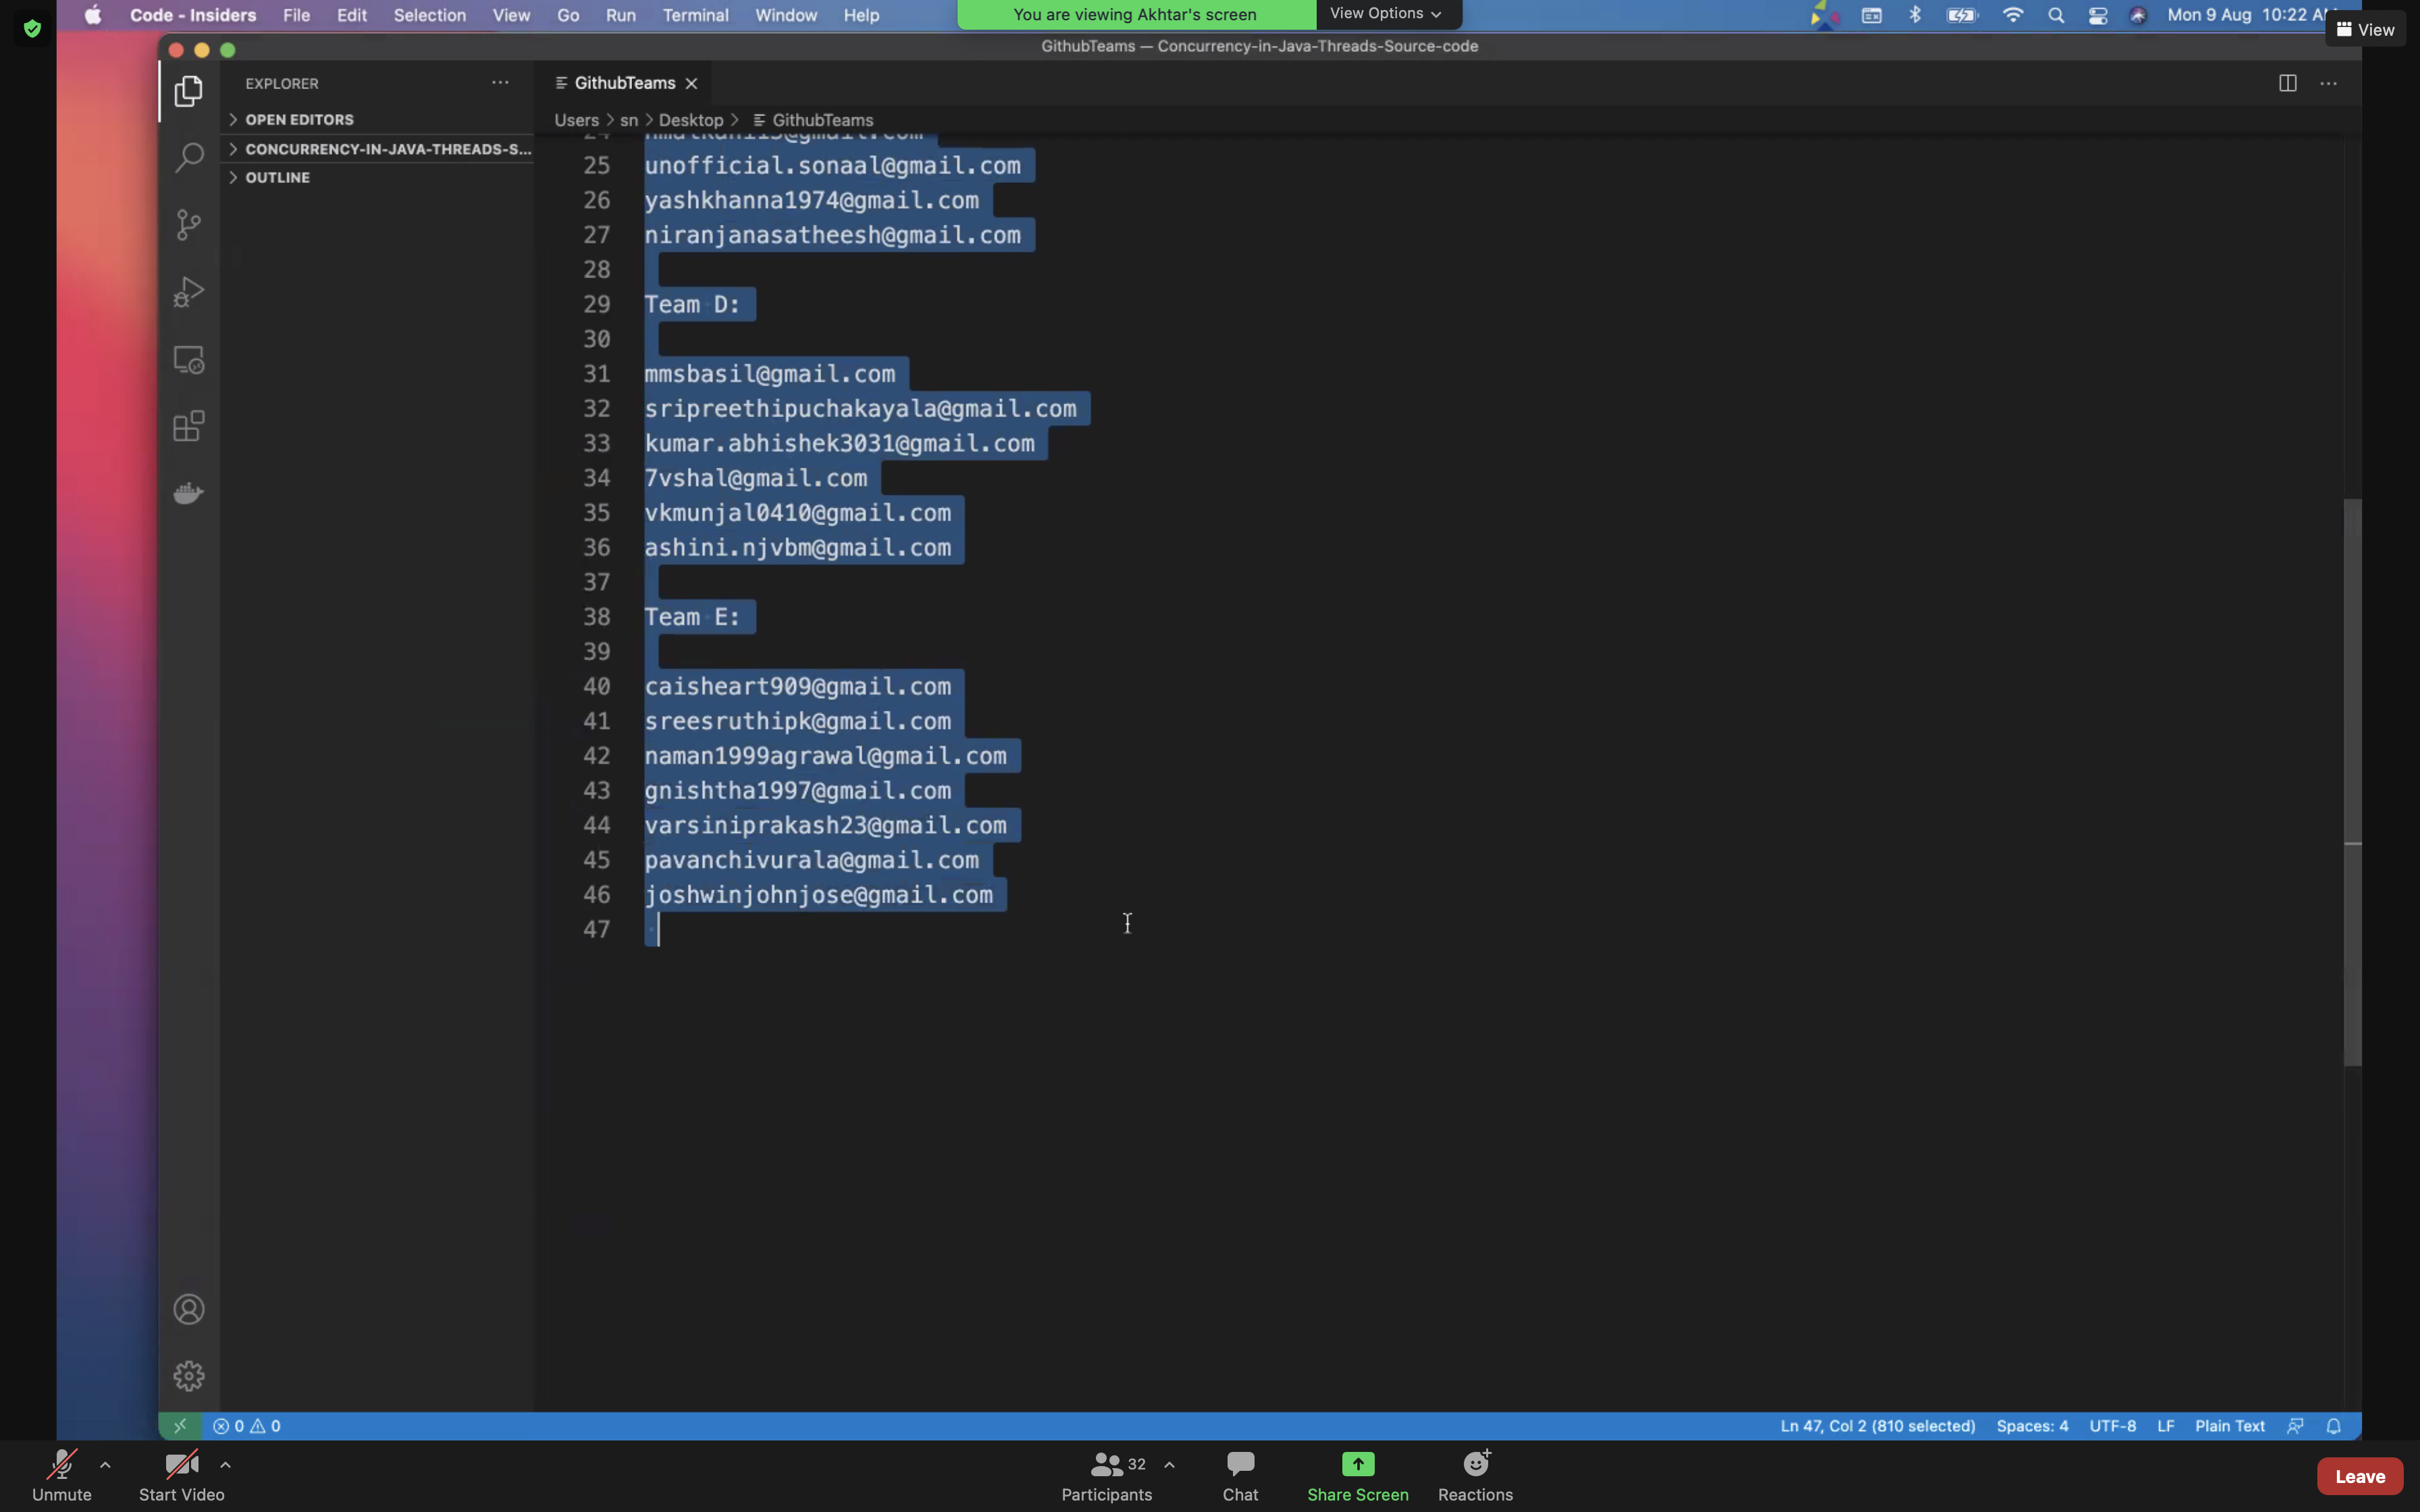 Code - Insiders File Edit Selection View Go Run Terminal Window Help
You are viewing Akhtar's screen View Options
Mon 9 Aug 10:22
View
GithubTeams — Concurrency-in-Java-Threads-Source-code
EXPLORER
GithubTeams
OPEN EDITORS
Users > sn > Desktop > GithubTeams
CONCURRENCY-IN-JAVA-THREADS-S...
OUTLINE
24
25 unofficial.sonaal@gmail.com
26 yashkhanna1974@gmail.com
27 niranjanasatheesh@gmail.com
28
29 Team D:
30
31 mmsbasil@gmail.com
32 sripreethipuchakayala@gmail.com
33 kumar.abhishek3031@gmail.com
34 7vshal@gmail.com
35 vkmunjal0410@gmail.com
36 ashini.njvbm@gmail.com
37
38 Team E:
39
40 caisheart909@gmail.com
41 sreesruthipk@gmail.com
42 naman1999agrawal@gmail.com
43 gnishtha1997@gmail.com
44 varsiniprakash23@gmail.com
45 pavanchivurala@gmail.com
46 joshwinjohnjose@gmail.com
47
0 0
Ln 47, Col 2 (810 selected) Spaces: 4 UTF-8 LF Plain Text
32
Unmute Start Video Participants Chat Share Screen Reactions Leave